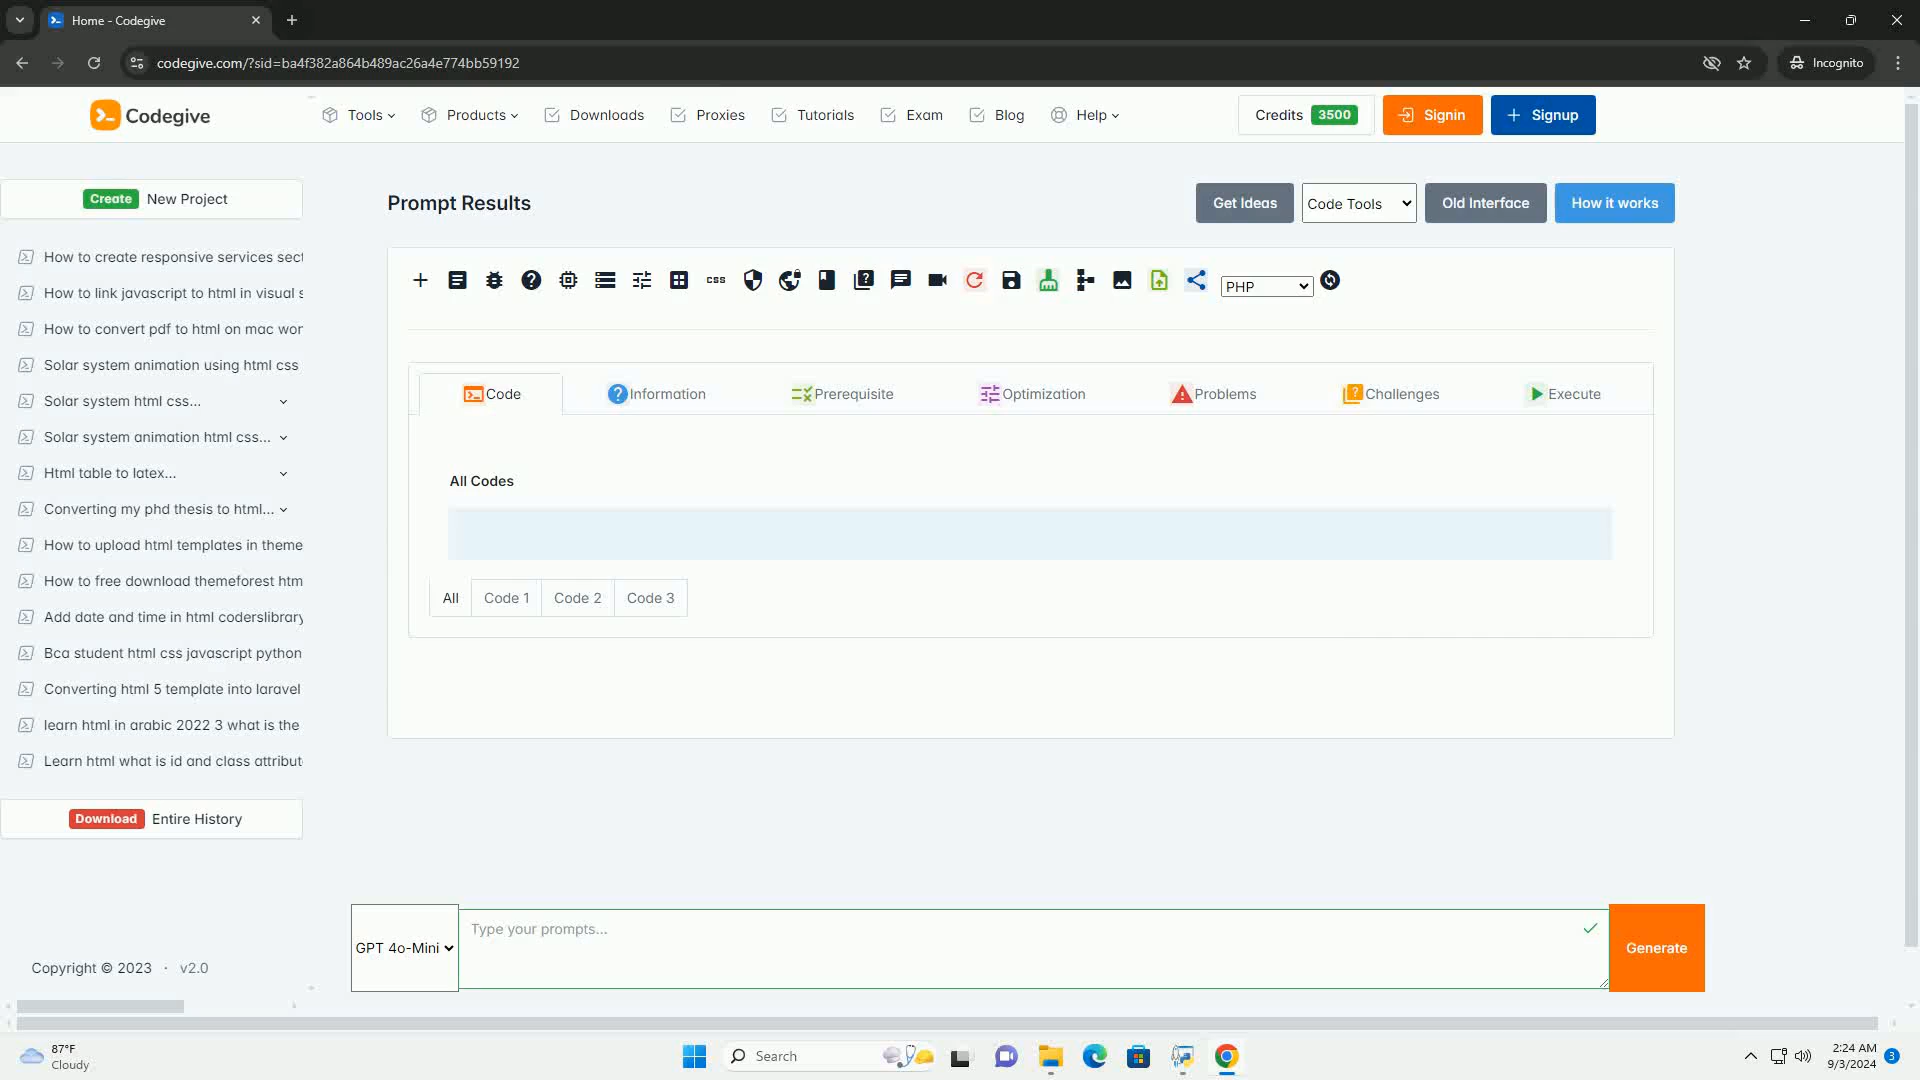 Home - Codegive
codegive.com/?sid=ba4f382a864b489ac26a4e774bb59192
Incognito
Codegive
Tools
Products
Downloads
Proxies
Tutorials
Exam
Blog
Help
Credits 3500
Signin
Signup
Create New Project
How to create responsive services sect
How to link javascript to html in visual s
How to convert pdf to html on mac wor
Solar system animation using html css
Solar system html css...
Solar system animation html css...
Html table to latex...
Converting my phd thesis to html...
How to upload html templates in theme
How to free download themeforest htm
Add date and time in html coderslibrary
Bca student html css javascript python
Converting html 5 template into laravel
learn html in arabic 2022 3 what is the
Learn html what is id and class attribut
Download Entire History
Copyright © 2023 · v2.0
Prompt Results
Get Ideas
Code Tools
Old Interface
How it works
CSS
PHP
Code
Information
Prerequisite
Optimization
Problems
Challenges
Execute
All Codes
All
Code 1
Code 2
Code 3
GPT 4o-Mini
Type your prompts...
Generate
87°F
Cloudy
Search
2:24 AM
9/3/2024
3